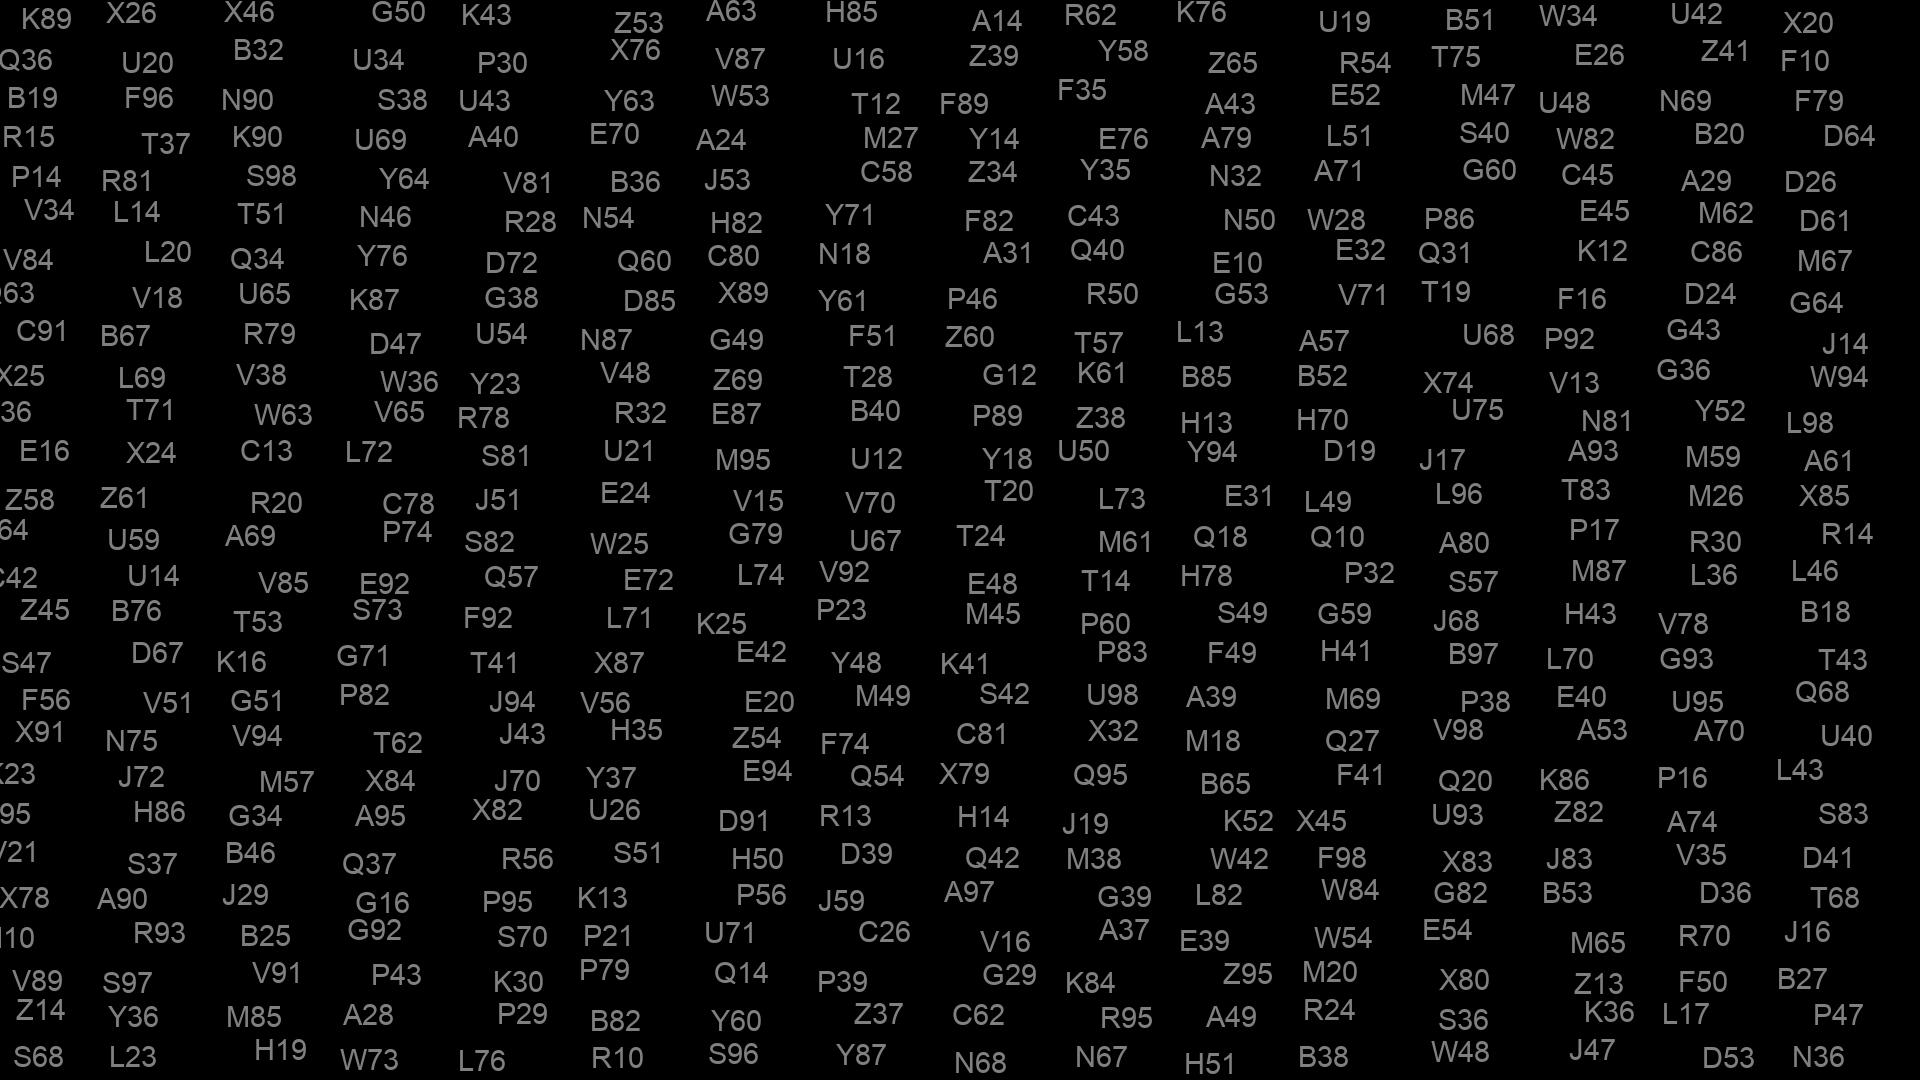 K89 X26 X46 G50 K43 Z53 A63 H85 A14 R62 K76 U19 B51 W34 U42 X20
Q36 U20 B32 U34 P30 X76 V87 U16 Z39 Y58 Z65 R54 T75 E26 Z41 F10
B19 F96 N90 S38 U43 Y63 W53 T12 F89 F35 A43 E52 M47 U48 N69 F79
R15 T37 K90 U69 A40 E70 A24 M27 Y14 E76 A79 L51 S40 W82 B20 D64
P14 R81 S98 Y64 V81 B36 J53 C58 Z34 Y35 N32 A71 G60 C45 A29 D26
V34 L14 T51 N46 R28 N54 H82 Y71 F82 C43 N50 W28 P86 E45 M62 D61
V84 L20 Q34 Y76 D72 Q60 C80 N18 A31 Q40 E10 E32 Q31 K12 C86 M67
63 V18 U65 K87 G38 D85 X89 Y61 P46 R50 G53 V71 T19 F16 D24 G64
C91 B67 R79 D47 U54 N87 G49 F51 Z60 T57 L13 A57 U68 P92 G43 J14
X25 L69 V38 W36 Y23 V48 Z69 T28 G12 K61 B85 B52 X74 V13 G36 W94
36 T71 W63 V65 R78 R32 E87 B40 P89 Z38 H13 H70 U75 N81 Y52 L98
E16 X24 C13 L72 S81 U21 M95 U12 Y18 U50 Y94 D19 J17 A93 M59 A61
Z58 Z61 R20 C78 J51 E24 V15 V70 T20 L73 E31 L49 L96 T83 M26 X85
64 U59 A69 P74 S82 W25 G79 U67 T24 M61 Q18 Q10 A80 P17 R30 R14
C42 U14 V85 E92 Q57 E72 L74 V92 E48 T14 H78 P32 S57 M87 L36 L46
Z45 B76 T53 S73 F92 L71 K25 P23 M45 P60 S49 G59 J68 H43 V78 B18
S47 D67 K16 G71 T41 X87 E42 Y48 K41 P83 F49 H41 B97 L70 G93 T43
F56 V51 G51 P82 J94 V56 E20 M49 S42 U98 A39 M69 P38 E40 U95 Q68
X91 N75 V94 T62 J43 H35 Z54 F74 C81 X32 M18 Q27 V98 A53 A70 U40
K23 J72 M57 X84 J70 Y37 E94 Q54 X79 Q95 B65 F41 Q20 K86 P16 L43
95 H86 G34 A95 X82 U26 D91 R13 H14 J19 K52 X45 U93 Z82 A74 S83
V21 S37 B46 Q37 R56 S51 H50 D39 Q42 M38 W42 F98 X83 J83 V35 D41
X78 A90 J29 G16 P95 K13 P56 J59 A97 G39 L82 W84 G82 B53 D36 T68
10 R93 B25 G92 S70 P21 U71 C26 V16 A37 E39 W54 E54 M65 R70 J16
V89 S97 V91 P43 K30 P79 Q14 P39 G29 K84 Z95 M20 X80 Z13 F50 B27
Z14 Y36 M85 A28 P29 B82 Y60 Z37 C62 R95 A49 R24 S36 K36 L17 P47
S68 L23 H19 W73 L76 R10 S96 Y87 N68 N67 H51 B38 W48 J47 D53 N36